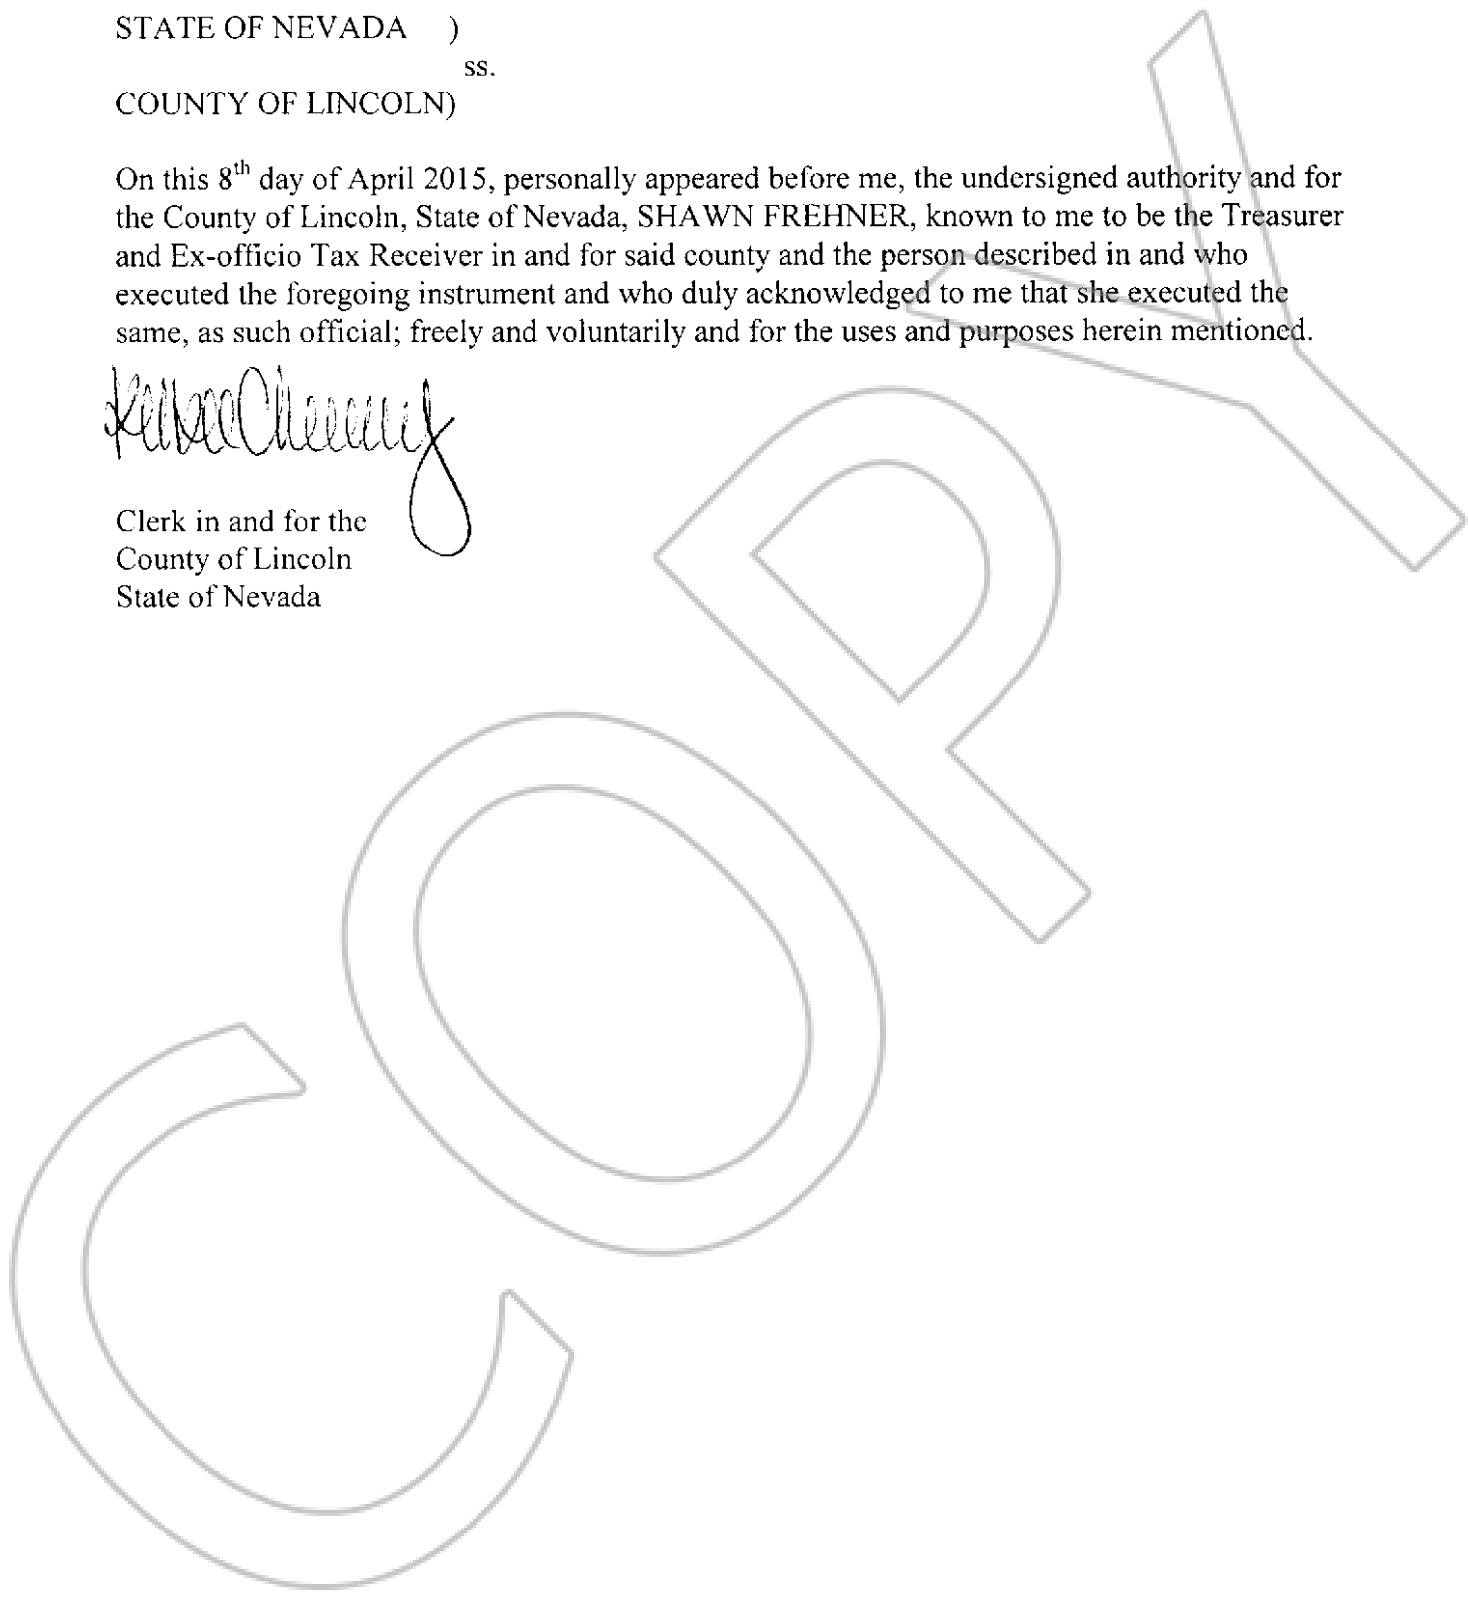 STATE OF NEVADA )
ss.
COUNTY OF LINCOLN)
On this 8th day of April 2015, personally appeared before me, the undersigned authority and for
the County of Lincoln, State of Nevada, SHAWN FREHNER, known to me to be the Treasurer
and Ex-officio Tax Receiver in and for said county and the person described in and who
executed the foregoing instrument and who duly acknowledged to me that she executed the
same, as such official; freely and voluntarily and for the uses and purposes herein mentioned.
Clerk in and for the
County of Lincoln
State of Nevada
COPY